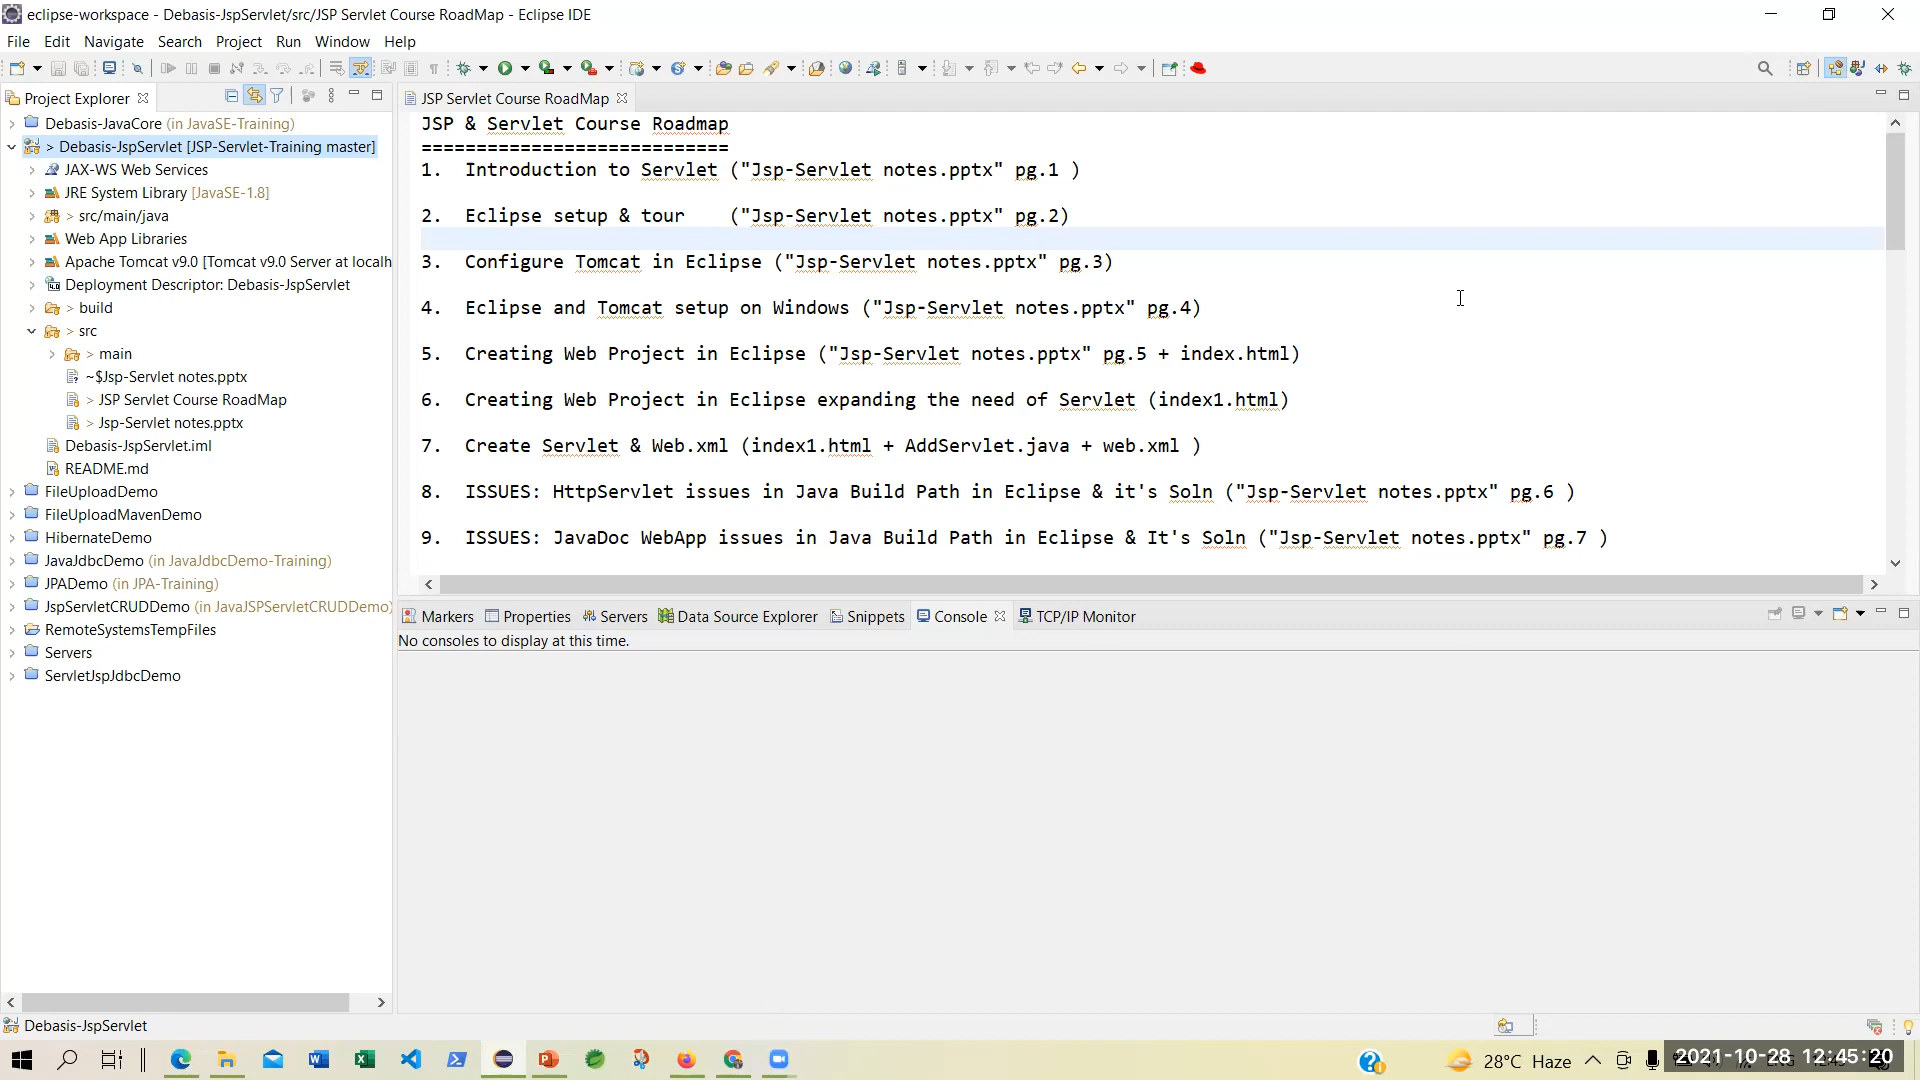 eclipse-workspace - Debasis-JspServlet/src/JSP Servlet Course RoadMap - Eclipse IDE
File Edit Navigate Search Project Run Window Help
Project Explorer
Debasis-JavaCore (in JavaSE-Training)
> Debasis-JspServlet [JSP-Servlet-Training master]
JAX-WS Web Services
JRE System Library [JavaSE-1.8]
> src/main/java
Web App Libraries
Apache Tomcat v9.0 [Tomcat v9.0 Server at localh
Deployment Descriptor: Debasis-JspServlet
> build
> src
> main
~$Jsp-Servlet notes.pptx
> JSP Servlet Course RoadMap
> Jsp-Servlet notes.pptx
Debasis-JspServlet.iml
README.md
FileUploadDemo
FileUploadMavenDemo
HibernateDemo
JavaJdbcDemo (in JavaJdbcDemo-Training)
JPADemo (in JPA-Training)
JspServletCRUDDemo (in JavaJSPServletCRUDDemo)
RemoteSystemsTempFiles
Servers
ServletJspJdbcDemo
JSP Servlet Course RoadMap
JSP & Servlet Course Roadmap
============================
1. Introduction to Servlet ("Jsp-Servlet notes.pptx" pg.1 )
2. Eclipse setup & tour ("Jsp-Servlet notes.pptx" pg.2)
3. Configure Tomcat in Eclipse ("Jsp-Servlet notes.pptx" pg.3)
4. Eclipse and Tomcat setup on Windows ("Jsp-Servlet notes.pptx" pg.4)
5. Creating Web Project in Eclipse ("Jsp-Servlet notes.pptx" pg.5 + index.html)
6. Creating Web Project in Eclipse expanding the need of Servlet (index1.html)
7. Create Servlet & Web.xml (index1.html + AddServlet.java + web.xml )
8. ISSUES: HttpServlet issues in Java Build Path in Eclipse & it's Soln ("Jsp-Servlet notes.pptx" pg.6 )
9. ISSUES: JavaDoc WebApp issues in Java Build Path in Eclipse & It's Soln ("Jsp-Servlet notes.pptx" pg.7 )
Markers Properties Servers Data Source Explorer Snippets Console TCP/IP Monitor
No consoles to display at this time.
Debasis-JspServlet
28°C Haze
2021-10-28 12:45:20